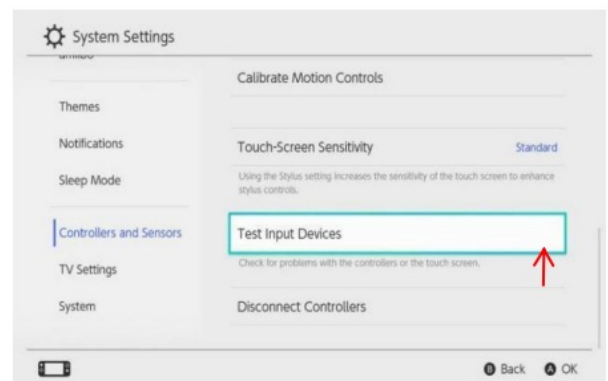 System Settings
amiibo
Calibrate Motion Controls
Themes
Notifications
Touch-Screen Sensitivity Standard
Sleep Mode
Using the Stylus setting increases the sensitivity of the touch screen to enhance
stylus controls.
Controllers and Sensors
Test Input Devices
Check for problems with the controllers or the touch screen.
TV Settings
System
Disconnect Controllers
B Back A OK